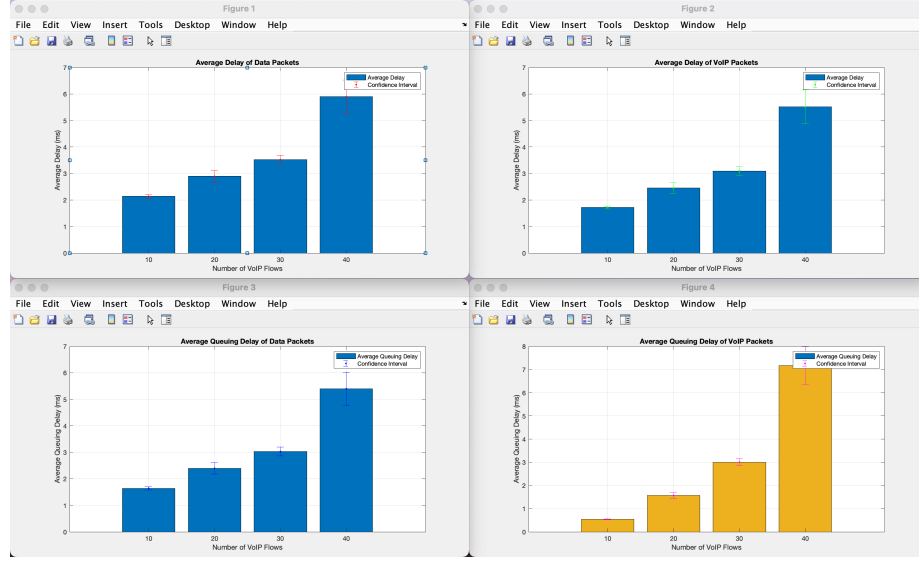 Figure 1
File Edit View Insert Tools Desktop Window Help
Average Delay of Data Packets
Average Delay
Confidence Interval
7
6
5
4
3
2
1
0
Average Delay (ms)
10 20 30 40
Number of VoIP Flows
Figure 2
File Edit View Insert Tools Desktop Window Help
Average Delay of VoIP Packets
Average Delay
Confidence Interval
7
6
5
4
3
2
1
0
Average Delay (ms)
10 20 30 40
Number of VoIP Flows
Figure 3
File Edit View Insert Tools Desktop Window Help
Average Queuing Delay of Data Packets
Average Queuing Delay
Confidence Interval
7
6
5
4
3
2
1
0
Average Queuing Delay (ms)
10 20 30 40
Number of VoIP Flows
Figure 4
File Edit View Insert Tools Desktop Window Help
Average Queuing Delay of VoIP Packets
Average Queuing Delay
Confidence Interval
8
7
6
5
4
3
2
1
0
Average Queuing Delay (ms)
10 20 30 40
Number of VoIP Flows